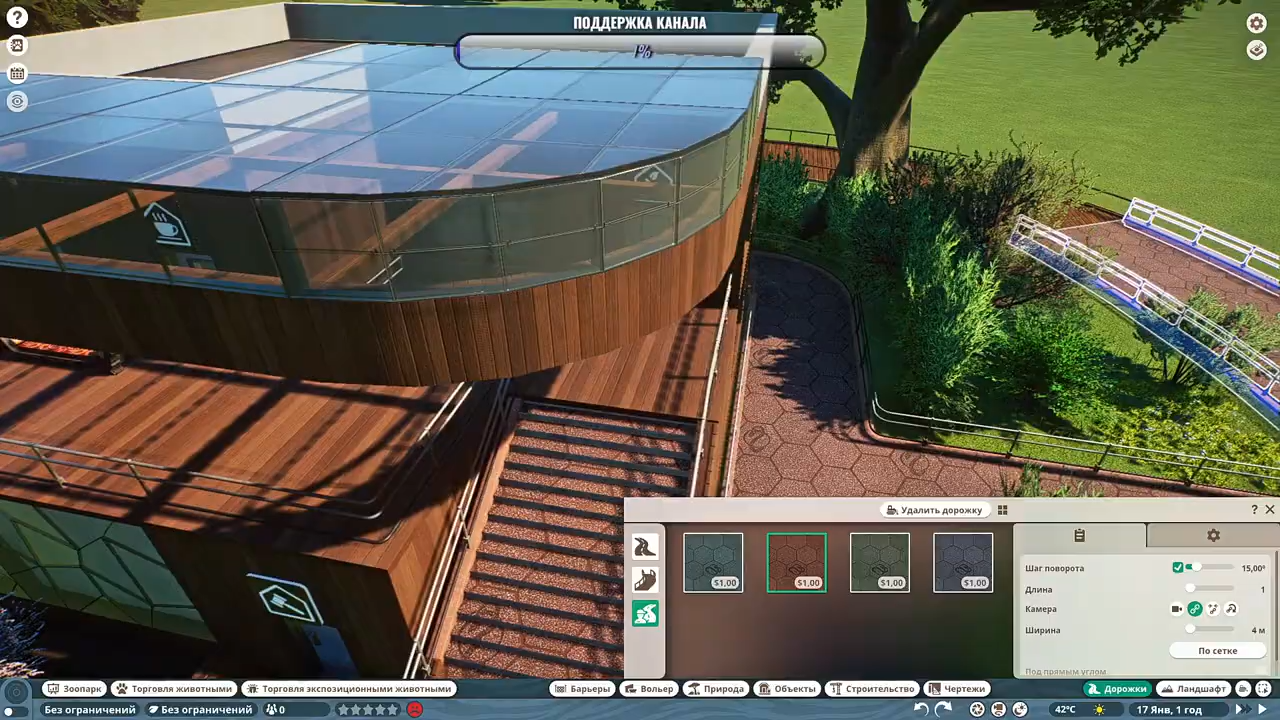 ПОДДЕРЖКА КАНАЛА
1%
Удалить дорожку
?
$1,00
$1,00
$1,00
$1,00
Шаг поворота
15,00°
Длина
1
Камера
Ширина
4 м
По сетке
Под прямым углом
Зоопарк
Торговля животными
Торговля экспозиционными животными
Барьеры
Вольер
Природа
Объекты
Строительство
Чертежи
Дорожки
Ландшафт
Без ограничений
Без ограничений
0
42°C
17 Янв, 1 год